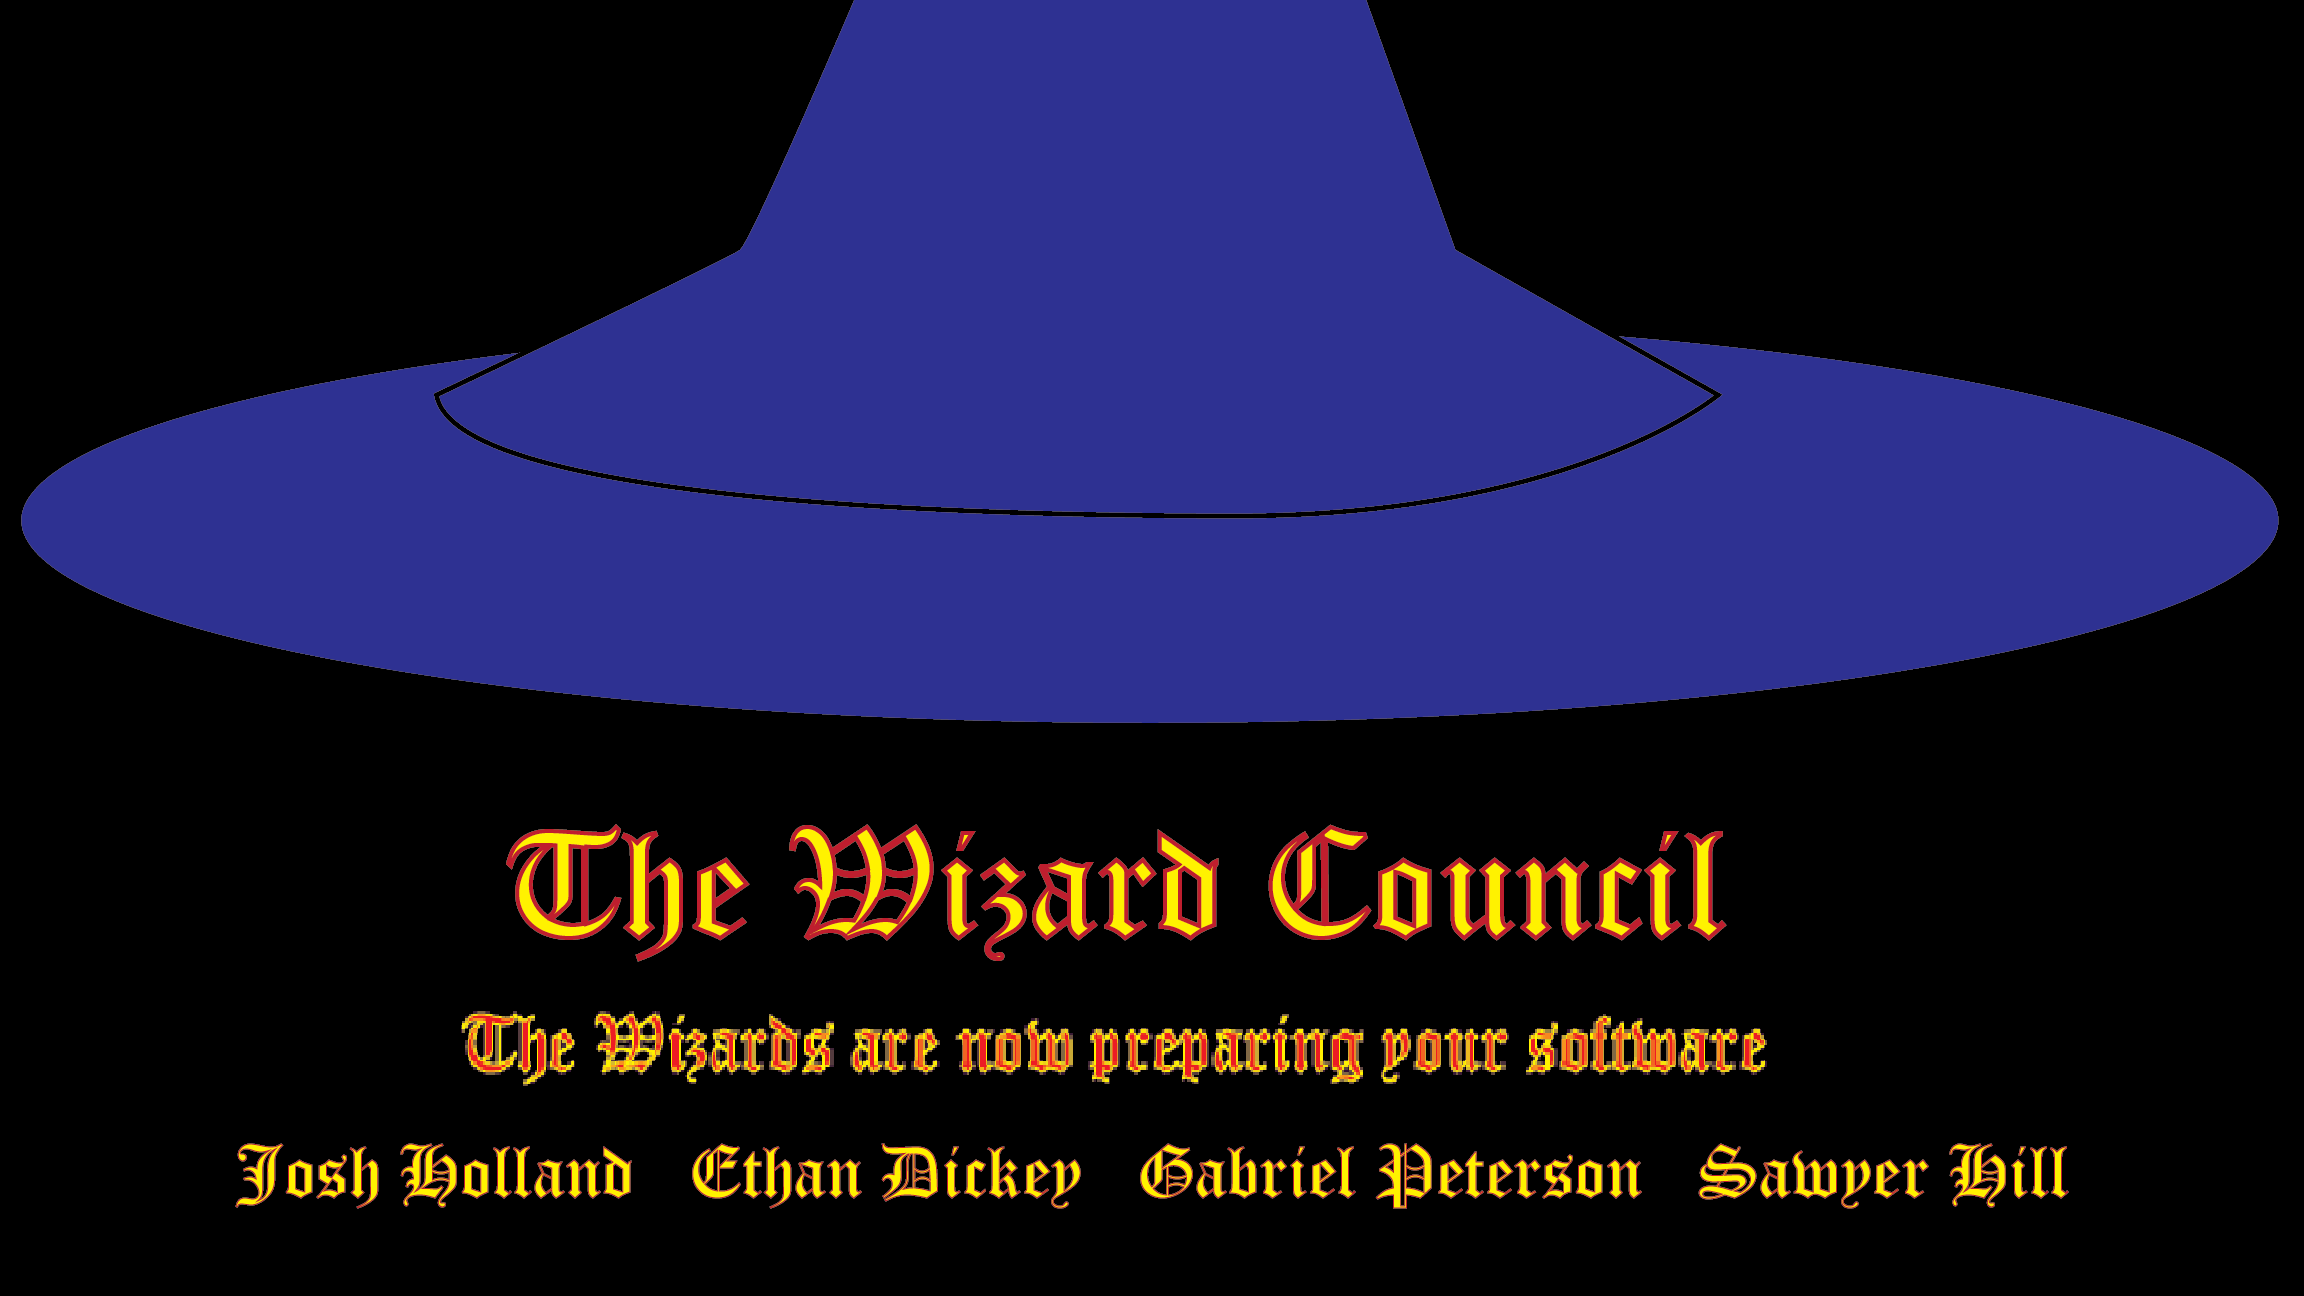 The Wizard Council
The Wizards are now preparing your software
Josh Holland Ethan Dickey Gabriel Peterson Sawyer Hill